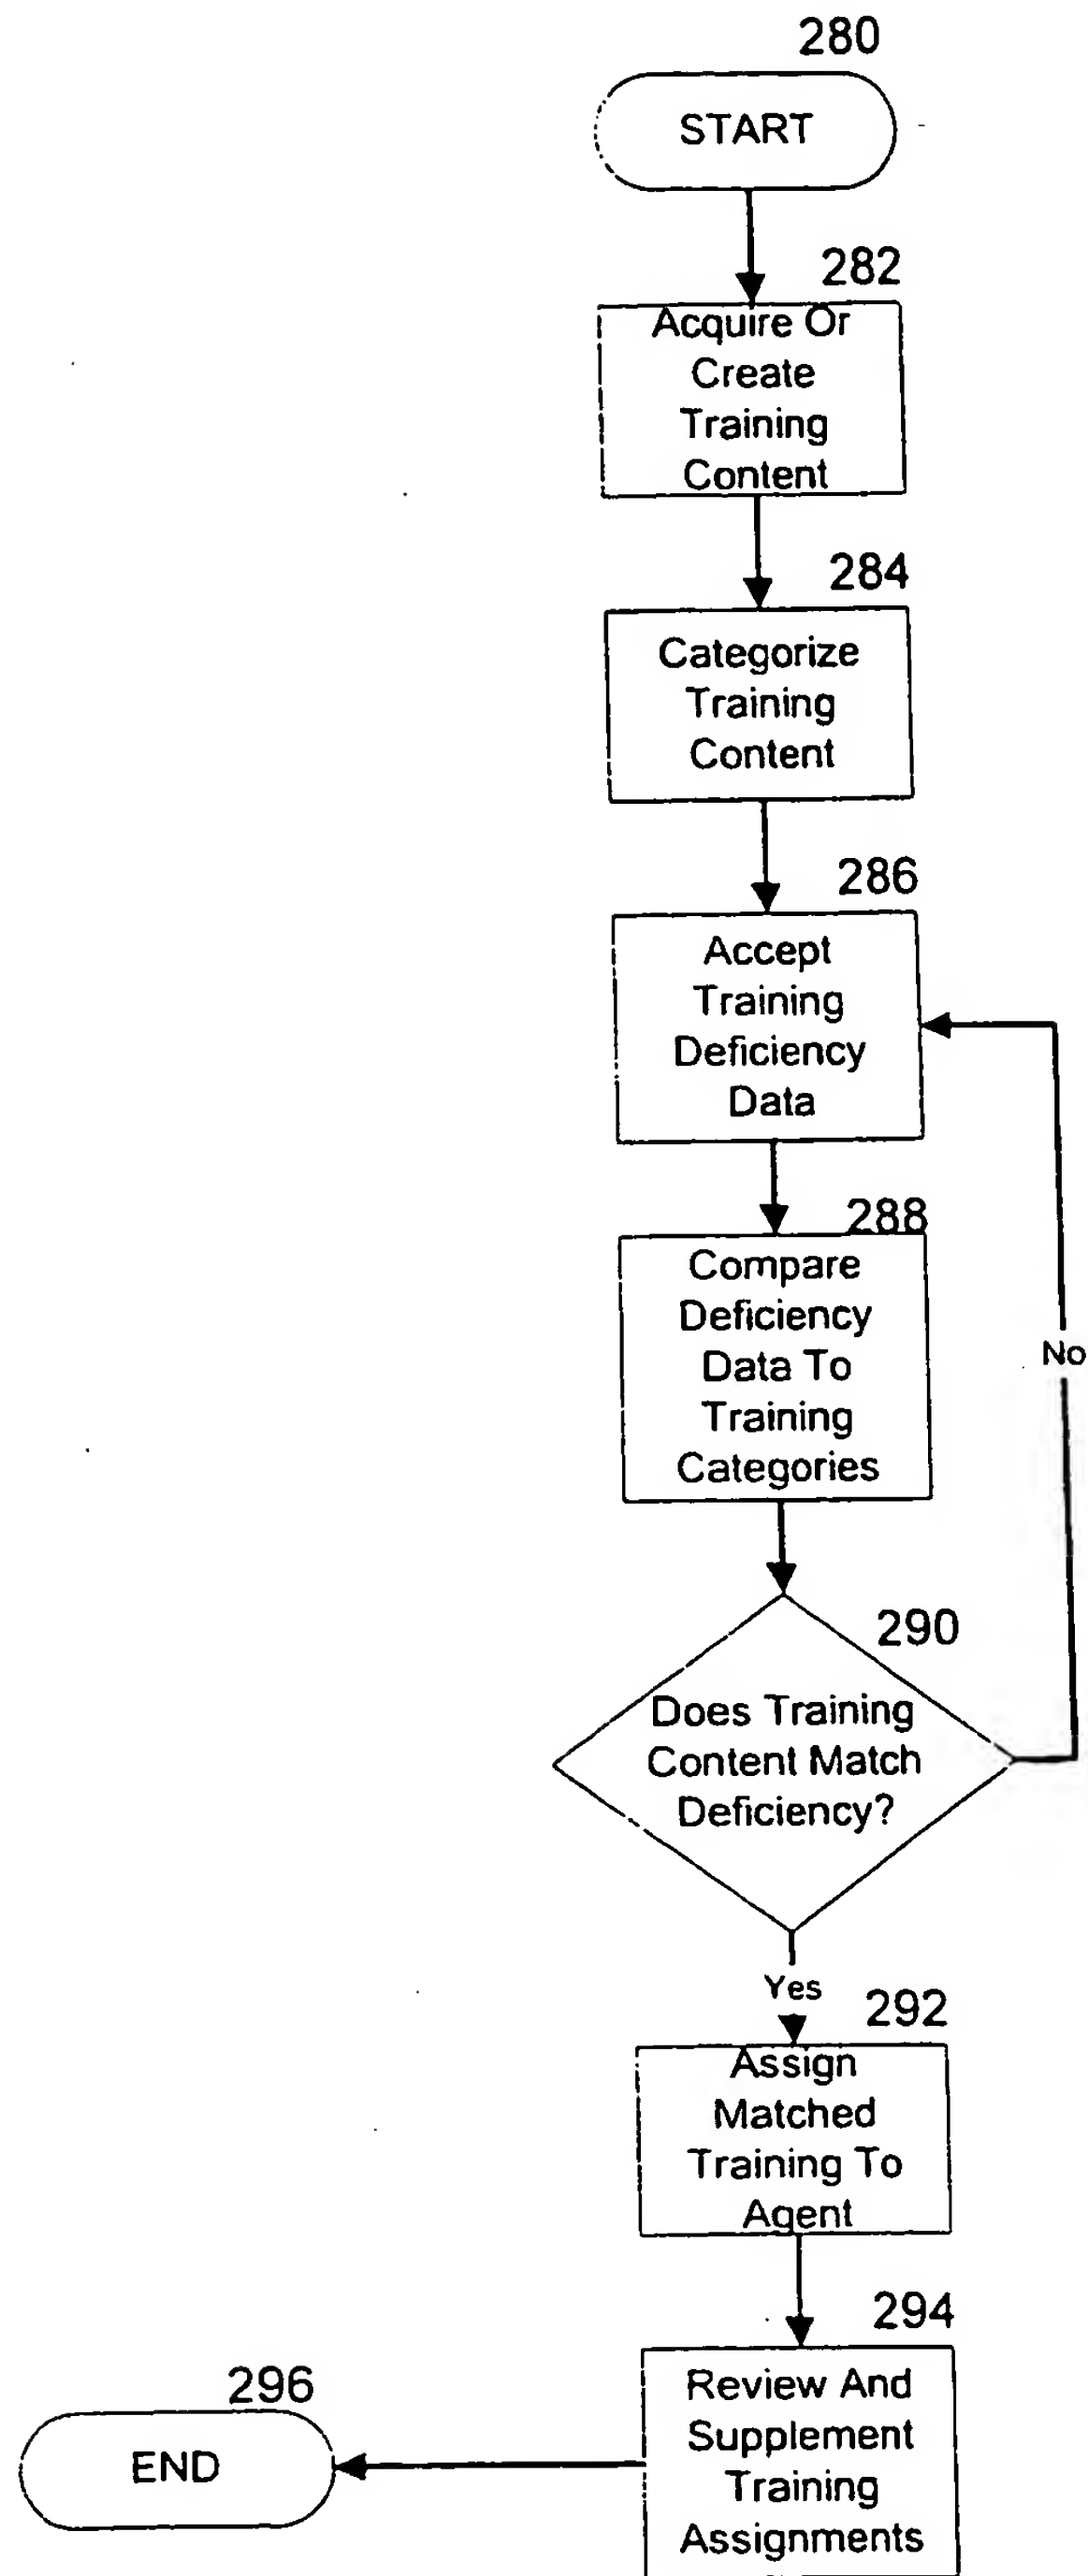 280
START
282
Acquire Or
Create
Training
Content
284
Categorize
Training
Content
286
Accept
Training
Deficiency
Data
288
Compare
Deficiency
Data To
Training
Categories
No
290
Does Training
Content Match
Deficiency?
Yes
292
Assign
Matched
Training To
Agent
294
Review And
Supplement
Training
Assignments
296
END